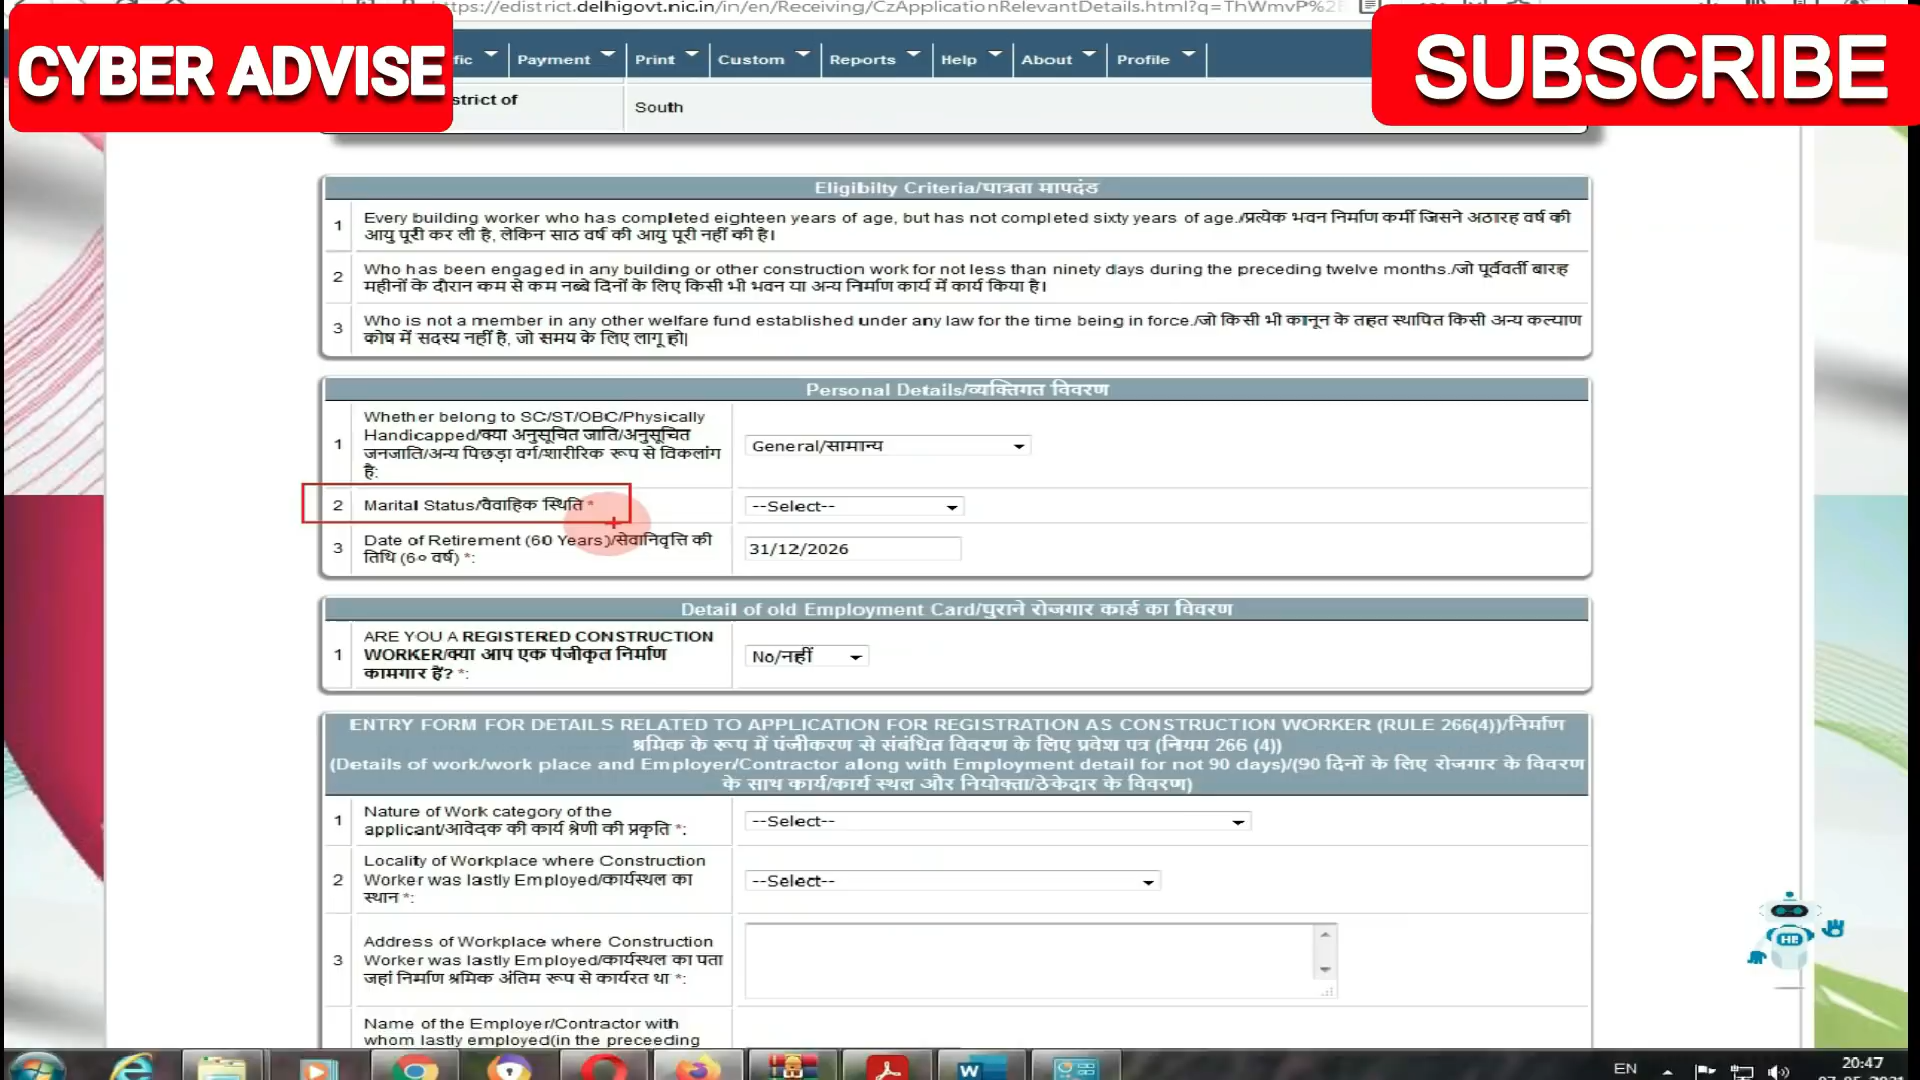 https://edistrict.delhigovt.nic.in/in/en/Receiving/CzApplicationRelevantDetails.html?q=ThWmvP%2
CYBER ADVISE
Payment Print Custom Reports Help About Profile
SUBSCRIBE
South
Eligibilty Criteria/पात्रता मापदंड
1 Every building worker who has completed eighteen years of age, but has not completed sixty years of age./प्रत्येक भवन निर्माण कर्मी जिसने अठारह वर्ष की
आयु पूरी कर ली है, लेकिन साठ वर्ष की आयु पूरी नहीं की है।
2 Who has been engaged in any building or other construction work for not less than ninety days during the preceding twelve months./जो पूर्ववर्ती बारह
महीनों के दौरान कम से कम नब्बे दिनों के लिए किसी भी भवन या अन्य निर्माण कार्य में कार्य किया है।
3 Who is not a member in any other welfare fund established under any law for the time being in force./जो किसी भी कानून के तहत स्थापित किसी अन्य कल्याण
कोष में सदस्य नहीं है, जो समय के लिए लागू हो|
Personal Details/व्यक्तिगत विवरण
1 Whether belong to SC/ST/OBC/Physically
Handicapped/क्या अनुसूचित जाति/अनुसूचित
जनजाति/अन्य पिछड़ा वर्ग/शारीरिक रूप से विकलांग
है:
General/सामान्य
2 Marital Status/वैवाहिक स्थिति *
--Select--
3 Date of Retirement (60 Years)/सेवानिवृत्ति की
तिथि (6० वर्ष) *:
31/12/2026
Detail of old Employment Card/पुराने रोजगार कार्ड का विवरण
1 ARE YOU A REGISTERED CONSTRUCTION
WORKER/क्या आप एक पंजीकृत निर्माण
कामगार हैं? *:
No/नहीं
ENTRY FORM FOR DETAILS RELATED TO APPLICATION FOR REGISTRATION AS CONSTRUCTION WORKER (RULE 266(4))/निर्माण
श्रमिक के रूप में पंजीकरण से संबंधित विवरण के लिए प्रवेश पत्र (नियम 266 (4))
(Details of work/work place and Employer/Contractor along with Employment detail for not 90 days)/(90 दिनों के लिए रोजगार के विवरण
के साथ कार्य/कार्य स्थल और नियोक्ता/ठेकेदार के विवरण)
1 Nature of Work category of the
applicant/आवेदक की कार्य श्रेणी की प्रकृति *:
--Select--
2 Locality of Workplace where Construction
Worker was lastly Employed/कार्यस्थल का
स्थान *:
--Select--
3 Address of Workplace where Construction
Worker was lastly Employed/कार्यस्थल का पता
जहां निर्माण श्रमिक अंतिम रूप से कार्यरत था *:
Name of the Employer/Contractor with
whom lastly employed(in the preceeding
HE
EN
20:47